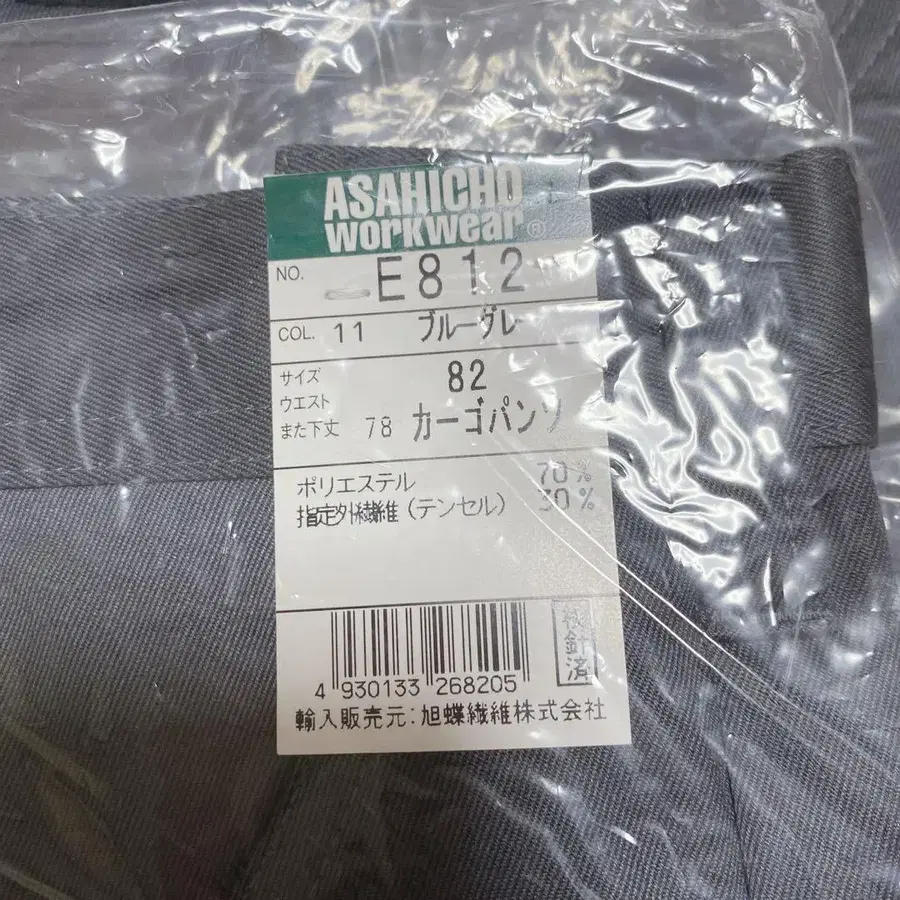 ASAHICHO
WORKWEAR®
NO. E812
COL. 11 ブルーグレー
サイズ
ウエスト 82
また下丈 78 カーゴパンツ
ポリエステル 70%
指定外繊維(テンセル) 30%
検針済
4 930133 268205
輸入販売元:旭蝶繊維株式会社